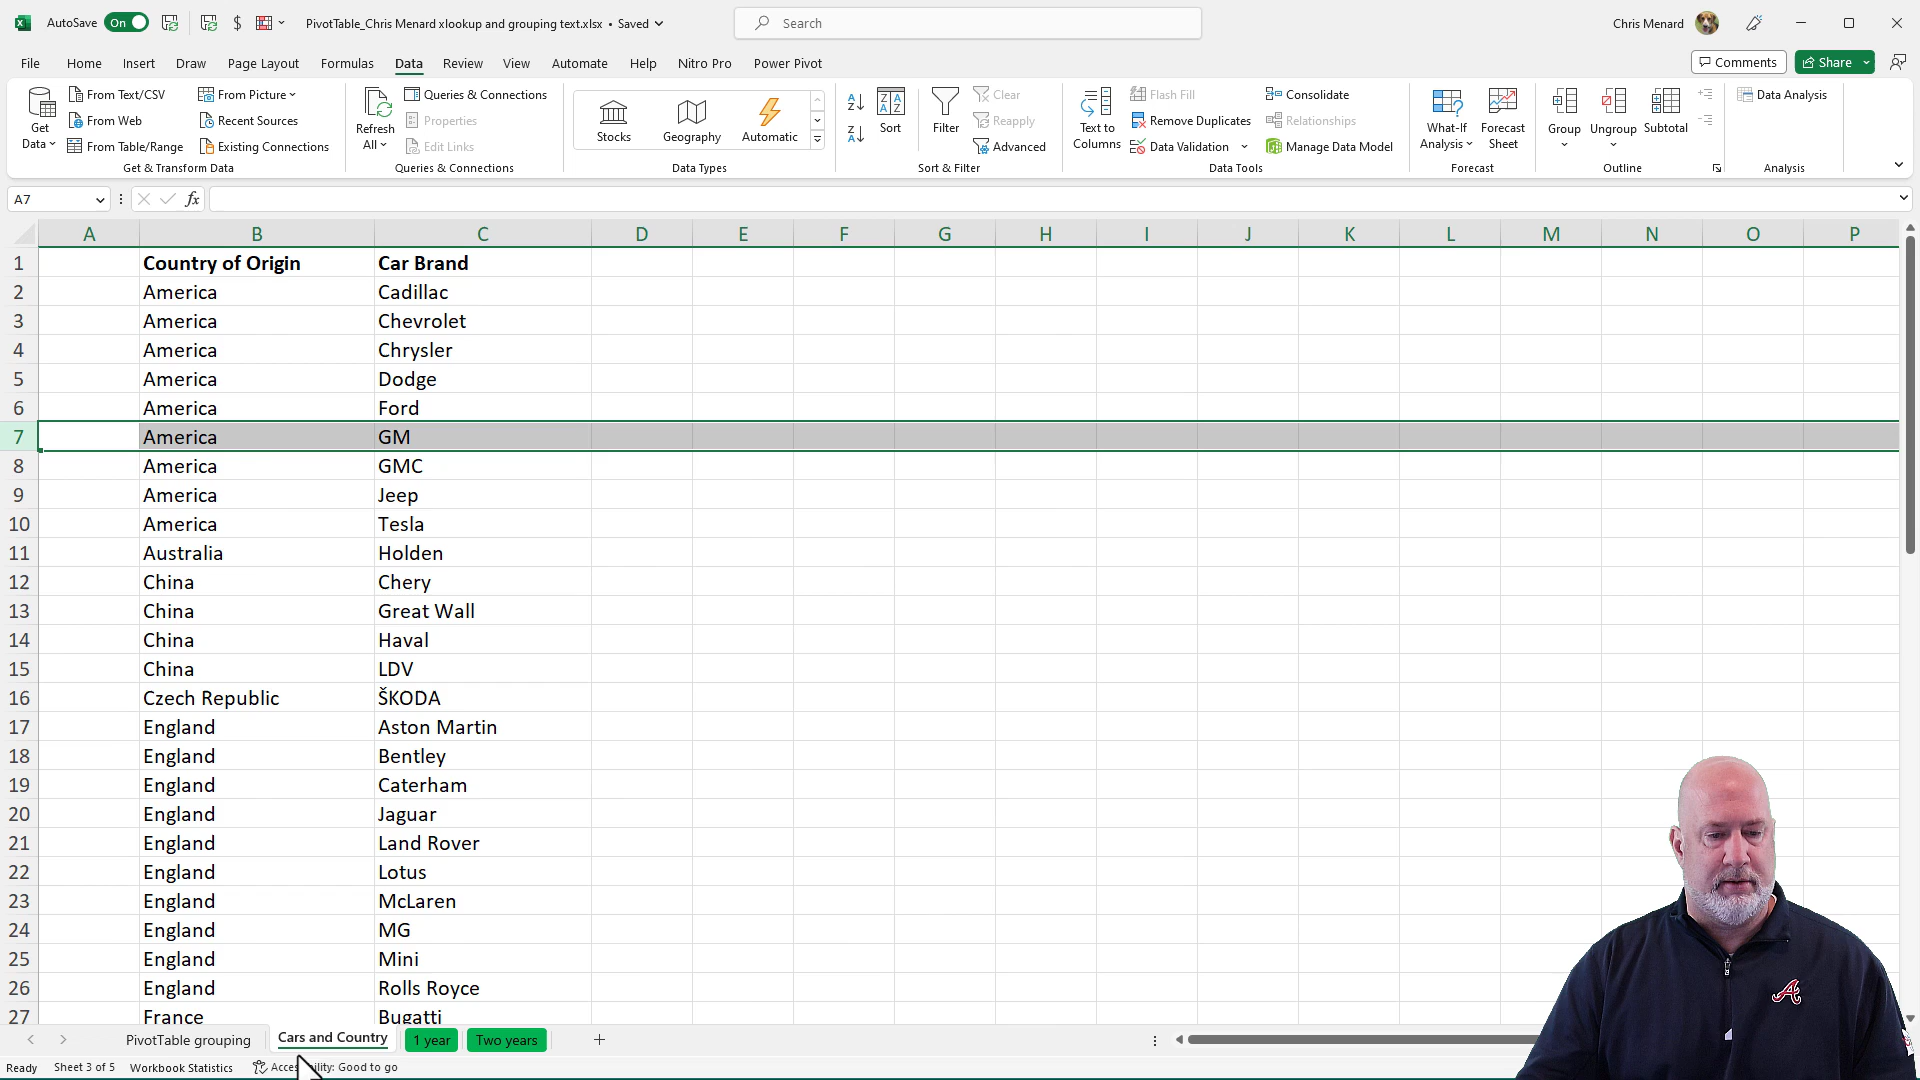 AutoSave On $ PivotTable_Chris Menard xlookup and grouping text.xlsx • Saved Search Chris Menard
File Home Insert Draw Page Layout Formulas Data Review View Automate Help Nitro Pro Power Pivot Comments Share
Get Data
From Text/CSV
From Web
From Table/Range
From Picture
Recent Sources
Existing Connections
Get & Transform Data
Refresh All
Queries & Connections
Properties
Edit Links
Queries & Connections
Stocks
Geography
Automatic
Data Types
Sort
Filter
Clear
Reapply
Advanced
Sort & Filter
Text to Columns
Flash Fill
Remove Duplicates
Data Validation
Consolidate
Relationships
Manage Data Model
Data Tools
What-If Analysis
Forecast Sheet
Forecast
Group
Ungroup
Subtotal
Outline
Data Analysis
Analysis
A7 fx
A B C D E F G H I J K L M N O P
1 Country of Origin Car Brand
2 America Cadillac
3 America Chevrolet
4 America Chrysler
5 America Dodge
6 America Ford
7 America GM
8 America GMC
9 America Jeep
10 America Tesla
11 Australia Holden
12 China Chery
13 China Great Wall
14 China Haval
15 China LDV
16 Czech Republic ŠKODA
17 England Aston Martin
18 England Bentley
19 England Caterham
20 England Jaguar
21 England Land Rover
22 England Lotus
23 England McLaren
24 England MG
25 England Mini
26 England Rolls Royce
27 France Bugatti
PivotTable grouping Cars and Country 1 year Two years
Ready Sheet 3 of 5 Workbook Statistics Good to go